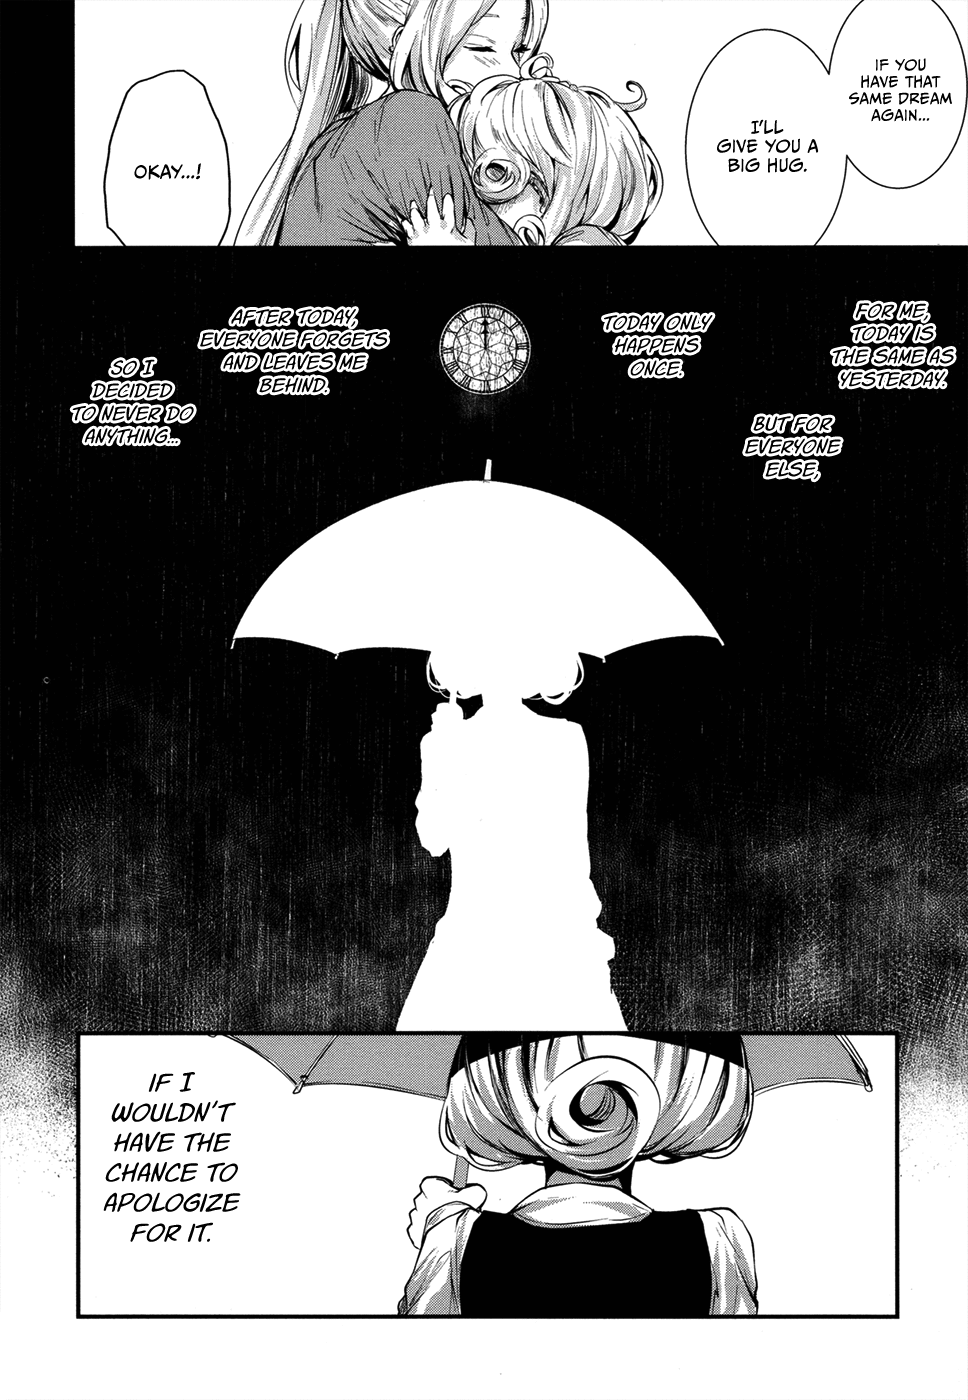 IF YOU
HAVE THAT
SAME DREAM
AGAIN...
I'LL
GIVE YOU A
BIG HUG.
OKAY...!
FOR ME,
TODAY IS
THE SAME AS
YESTERDAY.
BUT FOR
EVERYONE
ELSE,
TODAY ONLY
HAPPENS
ONCE.
AFTER TODAY,
EVERYONE FORGETS
AND LEAVES ME
BEHIND.
SO I
DECIDED
TO NEVER DO
ANYTHING...
IF I
WOULDN'T
HAVE THE
CHANCE TO
APOLOGIZE
FOR IT.